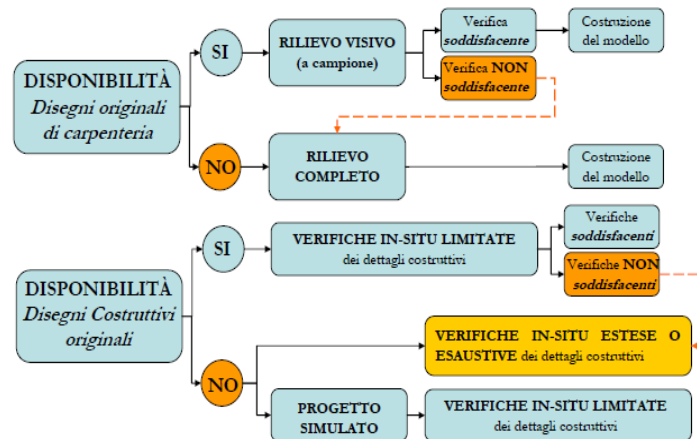 DISPONIBILITÀ
Disegni originali
di carpenteria
SI
RILIEVO VISIVO
(a campione)
Verifica
soddisfacente
Costruzione
del modello
Verifica NON
soddisfacente
NO
RILIEVO
COMPLETO
Costruzione
del modello
DISPONIBILITÀ
Disegni Costruttivi
originali
SI
VERIFICHE IN-SITU LIMITATE
dei dettagli costruttivi
Verifiche
soddisfacenti
Verifiche NON
soddisfacenti
NO
VERIFICHE IN-SITU ESTESE O
ESAUSTIVE dei dettagli costruttivi
PROGETTO
SIMULATO
VERIFICHE IN-SITU LIMITATE
dei dettagli costruttivi